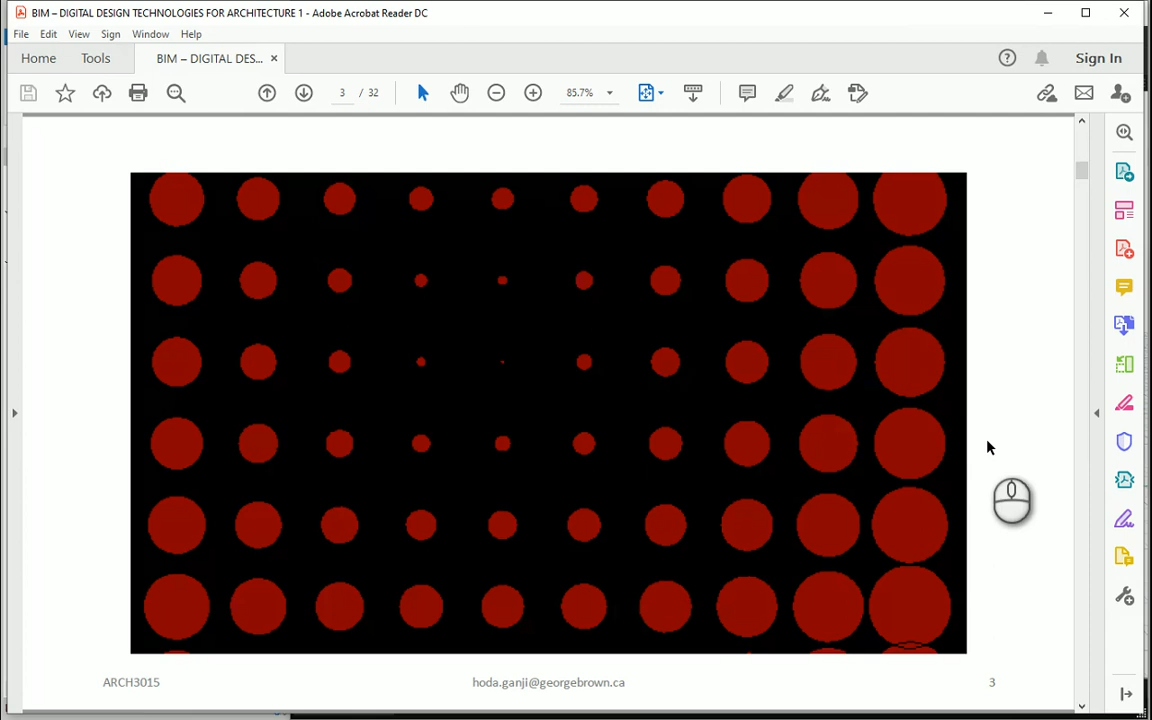 BIM – DIGITAL DESIGN TECHNOLOGIES FOR ARCHITECTURE 1 - Adobe Acrobat Reader DC
File Edit View Sign Window Help
Home Tools BIM – DIGITAL DES... Sign In
3 / 32 85.7%
ARCH3015 hoda.ganji@georgebrown.ca 3